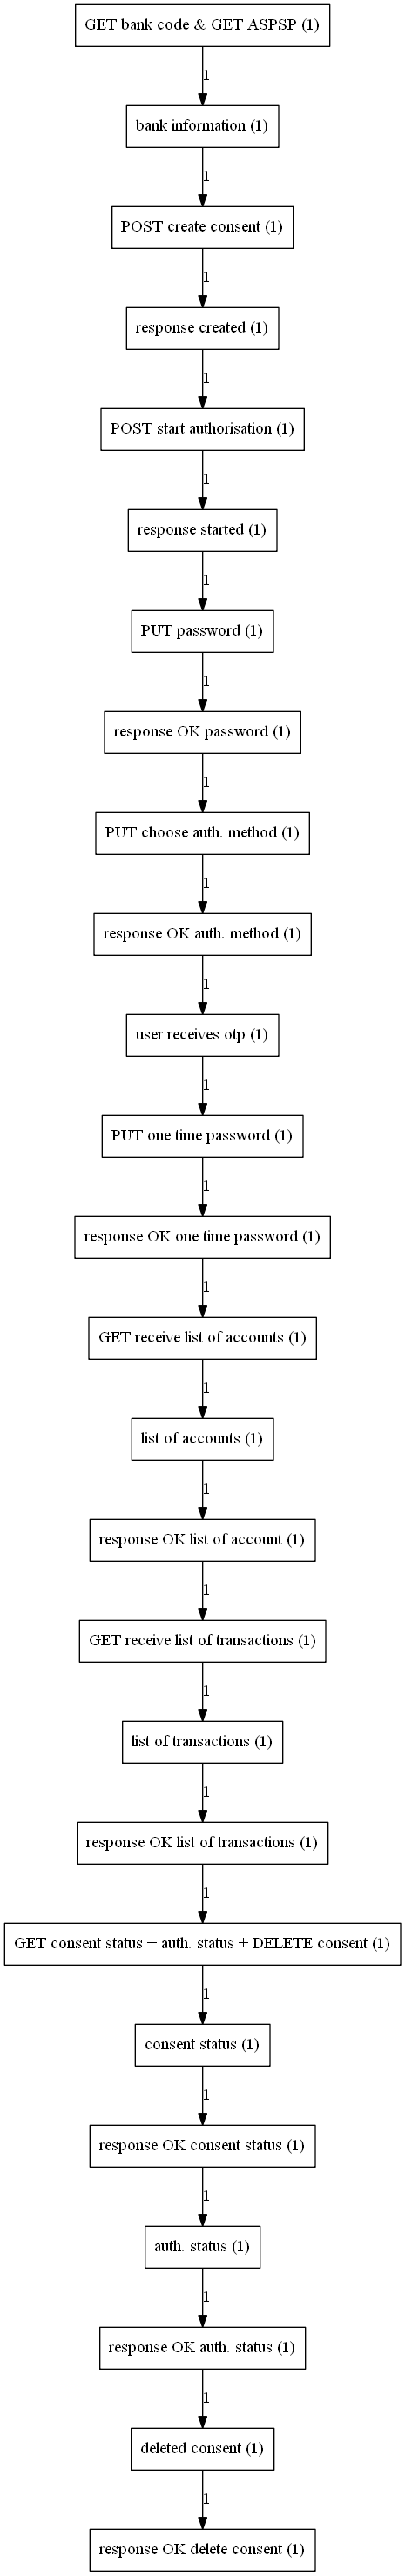 GET bank code & GET ASPSP (1)
1
bank information (1)
1
POST create consent (1)
1
response created (1)
1
POST start authorisation (1)
1
response started (1)
1
PUT password (1)
1
response OK password (1)
1
PUT choose auth. method (1)
1
response OK auth. method (1)
1
user receives otp (1)
1
PUT one time password (1)
1
response OK one time password (1)
1
GET receive list of accounts (1)
1
list of accounts (1)
1
response OK list of account (1)
1
GET receive list of transactions (1)
1
list of transactions (1)
1
response OK list of transactions (1)
1
GET consent status + auth. status + DELETE consent (1)
1
consent status (1)
1
response OK consent status (1)
1
auth. status (1)
1
response OK auth. status (1)
1
deleted consent (1)
1
response OK delete consent (1)